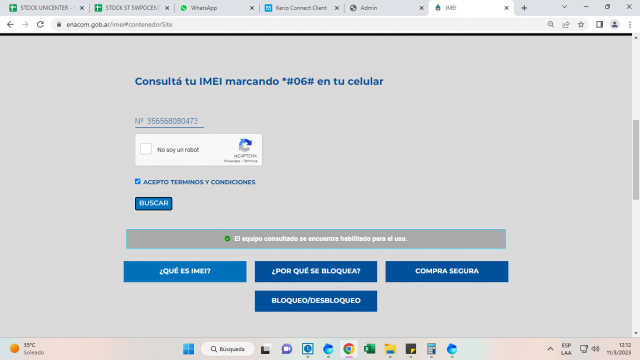 STOCK UNICENTER -
STOCK ST SWPOCENT
WhatsApp
Kerio Connect Client
Admin
IMEI
enacom.gob.ar/imei#contenedorSite
Consultá tu IMEI marcando *#06# en tu celular
Nº 356568080473
No soy un robot
reCAPTCHA
Privacidad - Términos
ACEPTO TERMINOS Y CONDICIONES
BUSCAR
El equipo consultado se encuentra habilitado para el uso.
¿QUÉ ES IMEI?
¿POR QUÉ SE BLOQUEA?
COMPRA SEGURA
BLOQUEO/DESBLOQUEO
35°C
Soleado
Búsqueda
ESP
LAA
12:12
11/3/2023